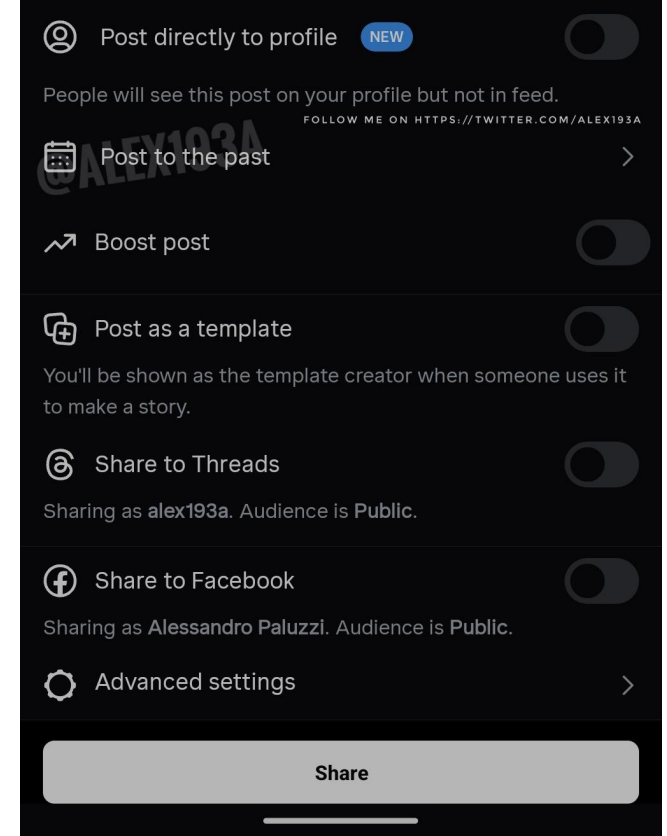 Post directly to profile NEW
People will see this post on your profile but not in feed.
FOLLOW ME ON HTTPS://TWITTER.COM/ALEX193A
@ALEX193A
Post to the past
Boost post
Post as a template
You'll be shown as the template creator when someone uses it
to make a story.
Share to Threads
Sharing as alex193a. Audience is Public.
Share to Facebook
Sharing as Alessandro Paluzzi. Audience is Public.
Advanced settings
Share